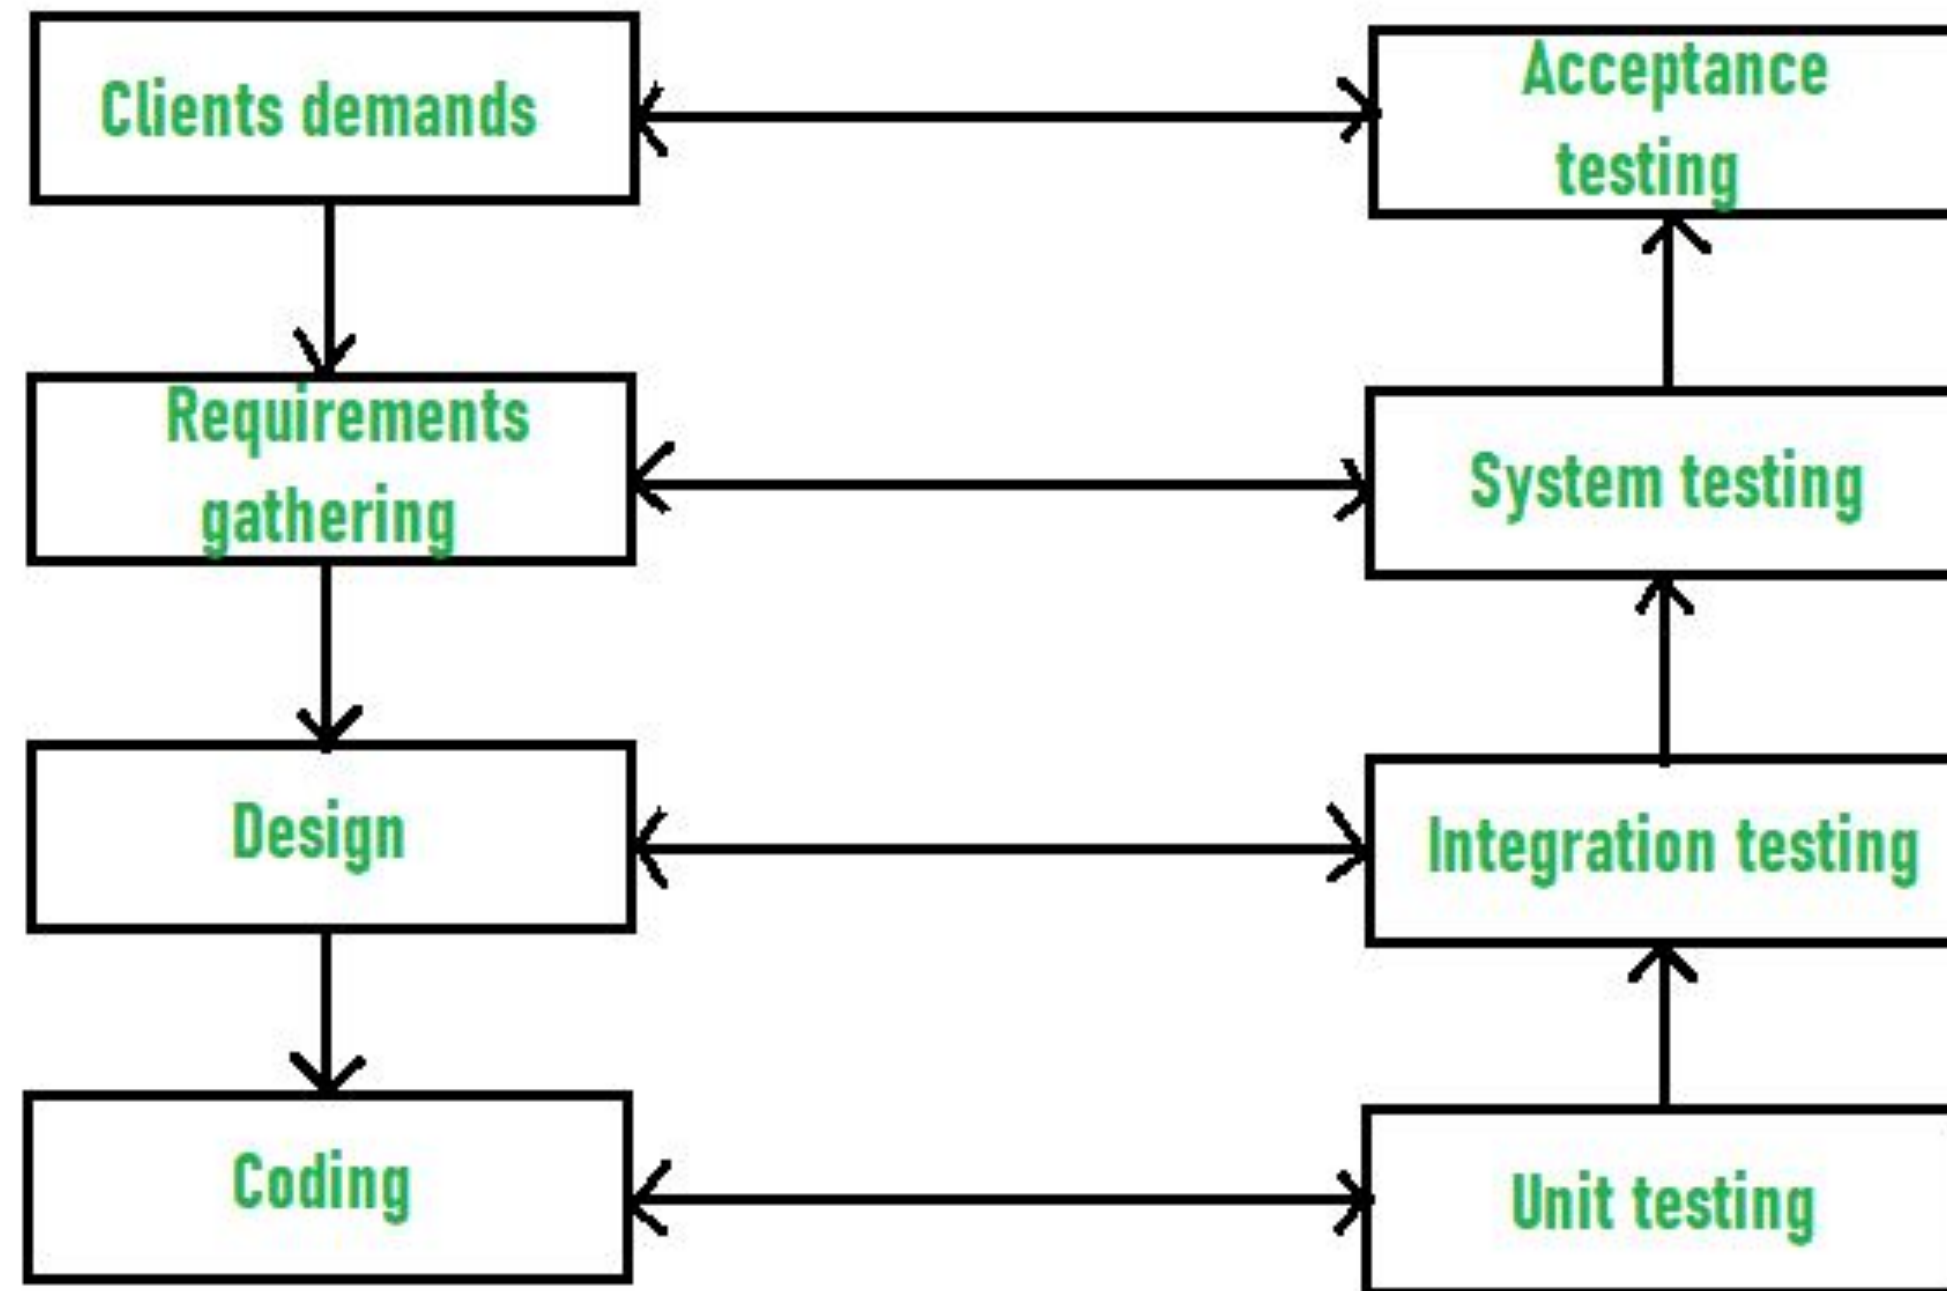 Clients demands
Acceptance
testing
Requirements
gathering
System testing
Design
Integration testing
Coding
Unit testing